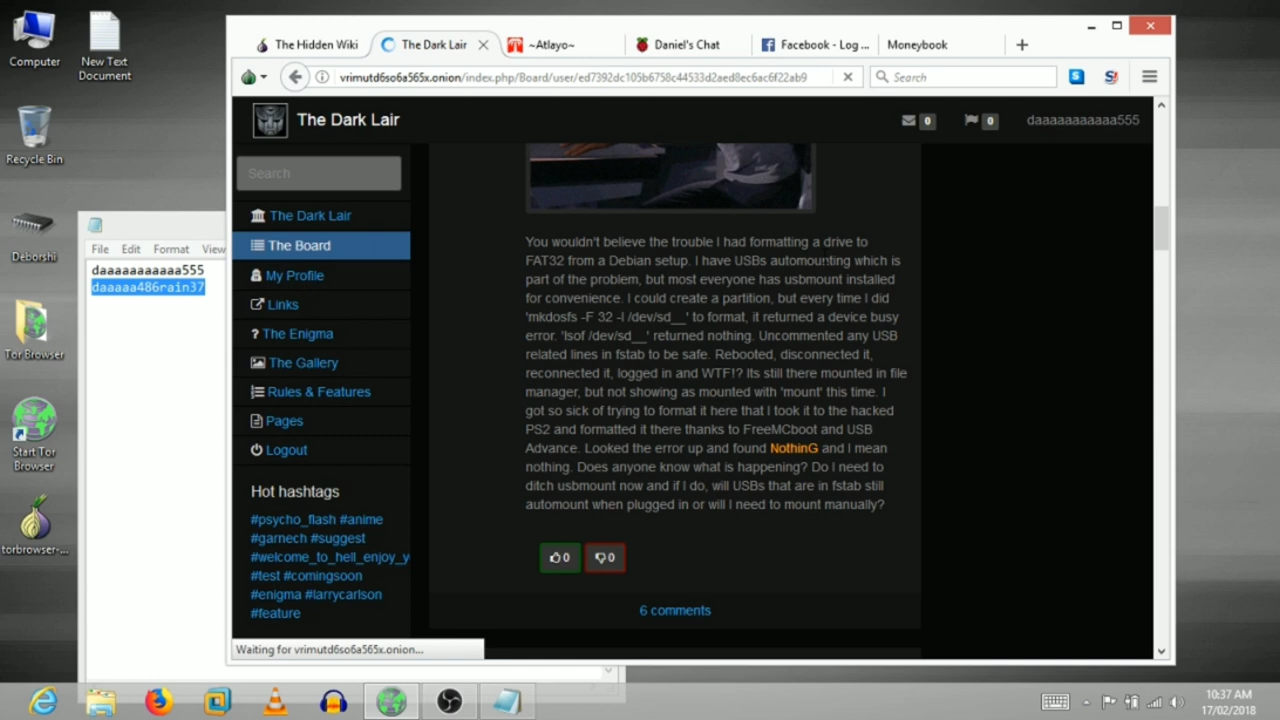 Computer
New Text
Document
Recycle Bin
Deborshi
Tor Browser
Start Tor
Browser
torbrowser-...
File Edit Format View
daaaaaaaaaaa555
daaaaa486rain37
The Hidden Wiki
The Dark Lair
~Atlayo~
Daniel's Chat
Facebook - Log ...
Moneybook
vrimutd6so6a565x.onion/index.php/Board/user/ed7392dc105b6758c44533d2aed8ec6ac6f22ab9
Search
The Dark Lair
0
0
daaaaaaaaaaa555
Search
The Dark Lair
The Board
My Profile
Links
The Enigma
The Gallery
Rules & Features
Pages
Logout
Hot hashtags
#psycho_flash #anime
#garnech #suggest
#welcome_to_hell_enjoy_y
#test #comingsoon
#enigma #larrycarlson
#feature
You wouldn't believe the trouble I had formatting a drive to
FAT32 from a Debian setup. I have USBs automounting which is
part of the problem, but most everyone has usbmount installed
for convenience. I could create a partition, but every time I did
'mkdosfs -F 32 -I /dev/sd__' to format, it returned a device busy
error. 'lsof /dev/sd__' returned nothing. Uncommented any USB
related lines in fstab to be safe. Rebooted, disconnected it,
reconnected it, logged in and WTF!? Its still there mounted in file
manager, but not showing as mounted with 'mount' this time. I
got so sick of trying to format it here that I took it to the hacked
PS2 and formatted it there thanks to FreeMCboot and USB
Advance. Looked the error up and found NothinG and I mean
nothing. Does anyone know what is happening? Do I need to
ditch usbmount now and if I do, will USBs that are in fstab still
automount when plugged in or will I need to mount manually?
0
0
6 comments
Waiting for vrimutd6so6a565x.onion...
10:37 AM
17/02/2018